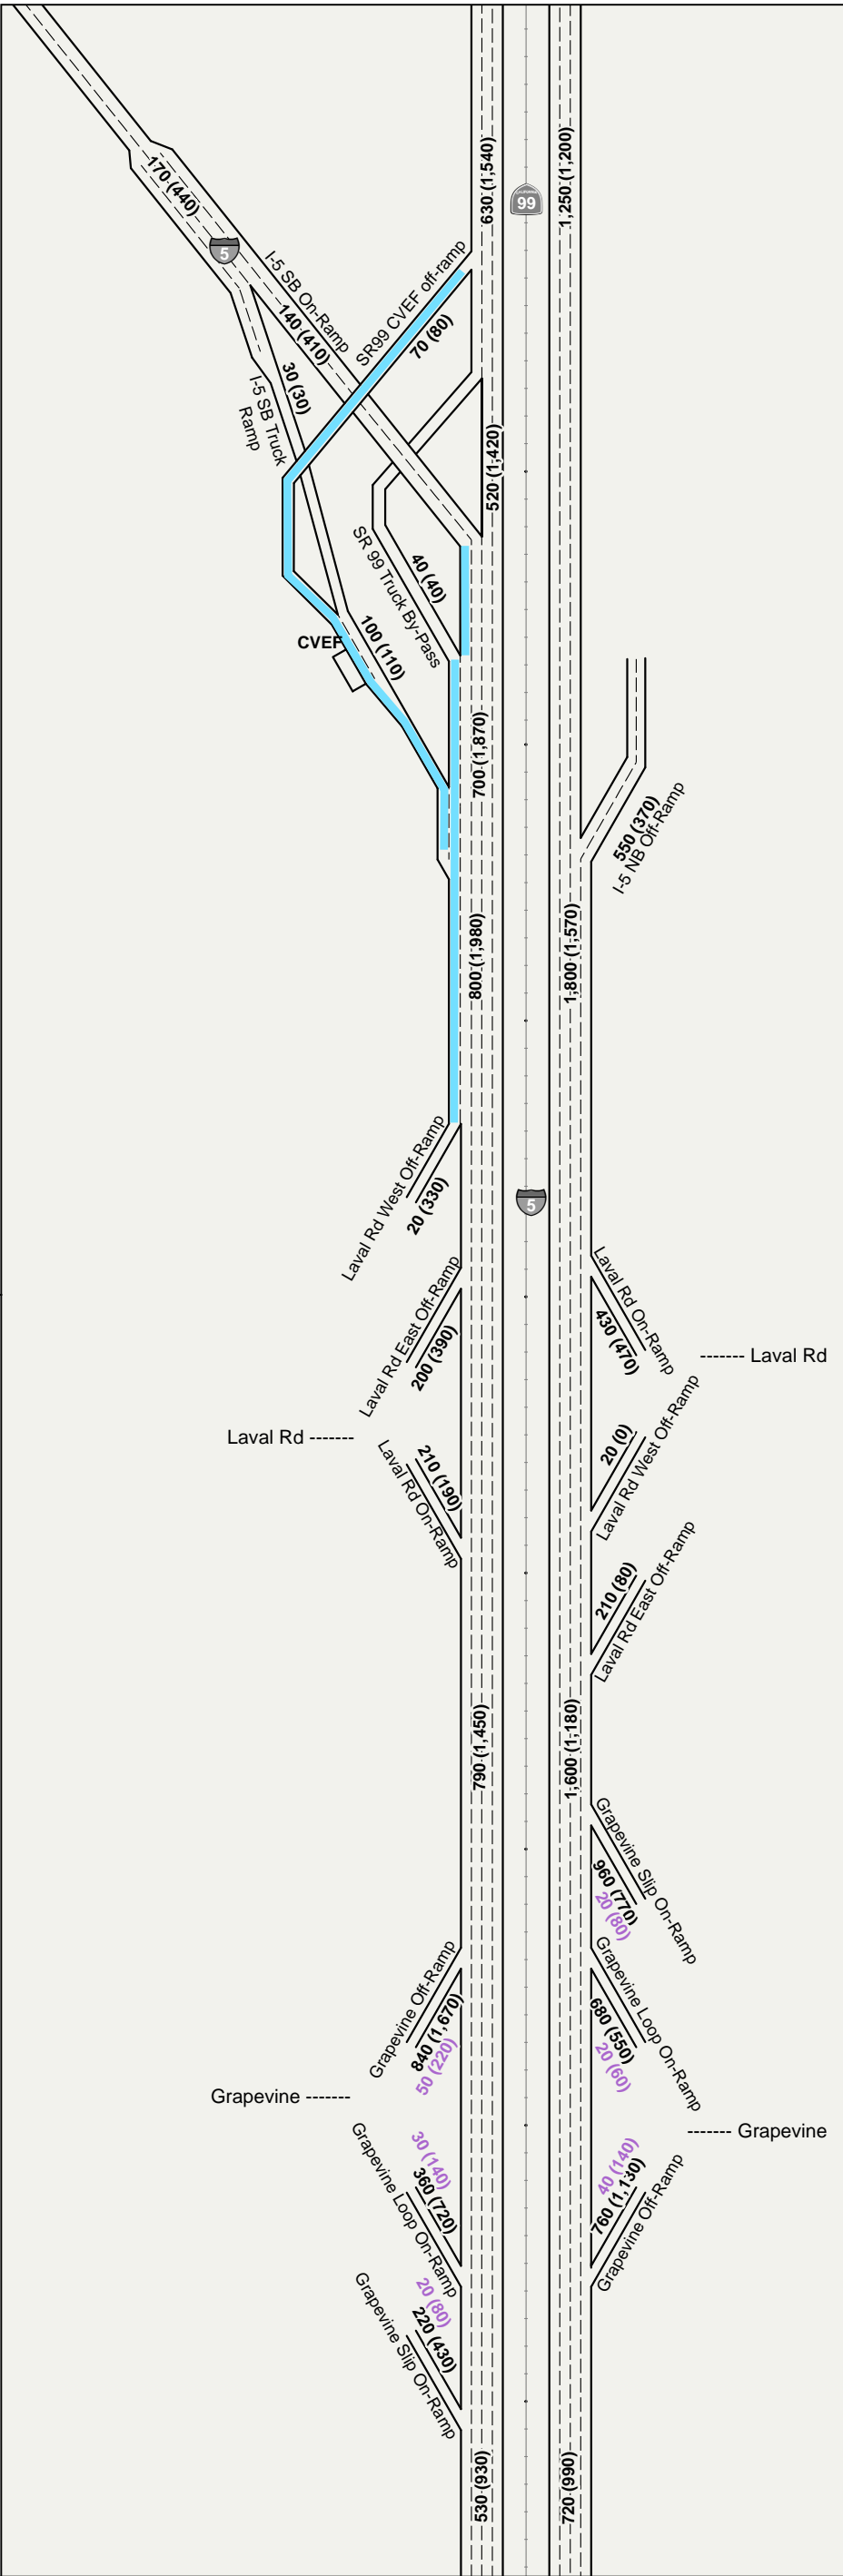 630 (1,540)
1,250 (1,200)
170 (440)
CALIFORNIA
99
5
I-5 SB On-Ramp
140 (410)
SR99 CVEF off-ramp
70 (80)
30 (30)
I-5 SB Truck
Ramp
520 (1,420)
SR 99 Truck By-Pass
40 (40)
CVEF
100 (110)
700 (1,870)
550 (370)
I-5 NB Off-Ramp
800 (1,980)
1,800 (1,570)
Laval Rd West Off-Ramp
20 (330)
5
Laval Rd East Off-Ramp
200 (390)
Laval Rd On-Ramp
430 (470)
------- Laval Rd
Laval Rd -------
210 (190)
Laval Rd On-Ramp
20 (0)
Laval Rd West Off-Ramp
210 (80)
Laval Rd East Off-Ramp
790 (1,450)
1,600 (1,180)
Grapevine Slip On-Ramp
960 (770)
20 (80)
Grapevine Off-Ramp
840 (1,670)
50 (220)
Grapevine Loop On-Ramp
680 (550)
20 (60)
Grapevine -------
------- Grapevine
30 (140)
360 (720)
Grapevine Loop On-Ramp
40 (140)
760 (1,130)
Grapevine Off-Ramp
20 (80)
220 (430)
Grapevine Slip On-Ramp
530 (930)
720 (990)